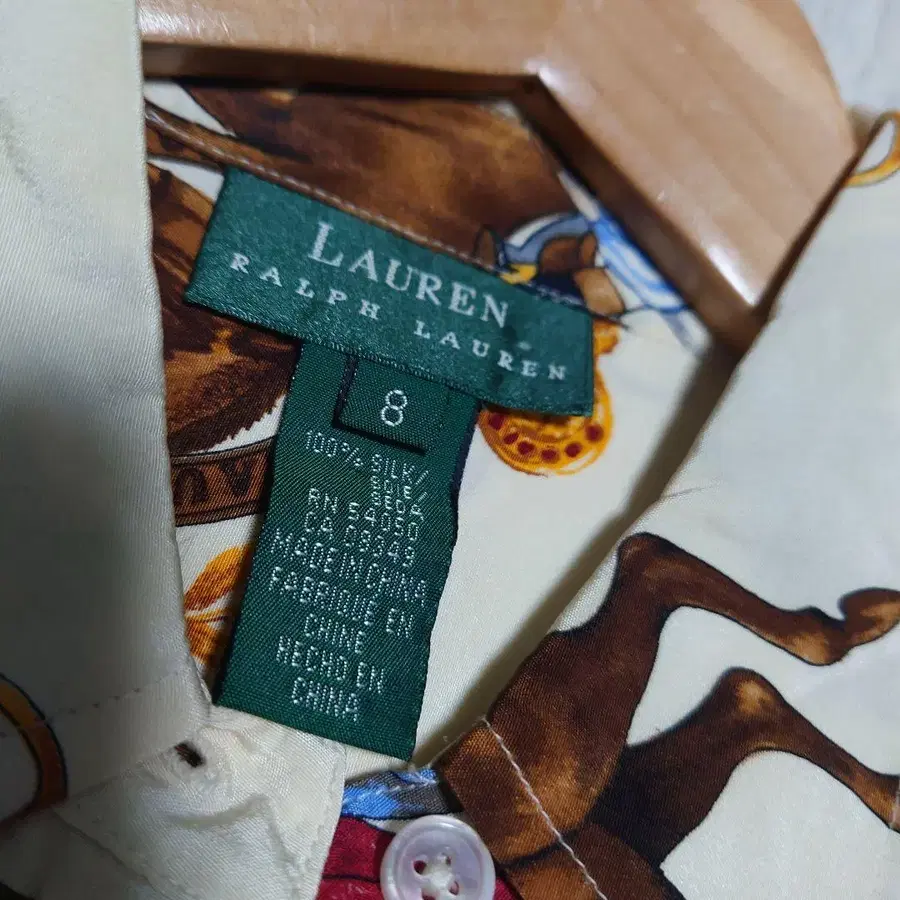 LAUREN
RALPH LAUREN
8
100% SILK/
SOIE/
SEDA
RN 54050
CA 09349
MADE IN CHINA
FABRIQUE EN
CHINE
HECHO EN
CHINA